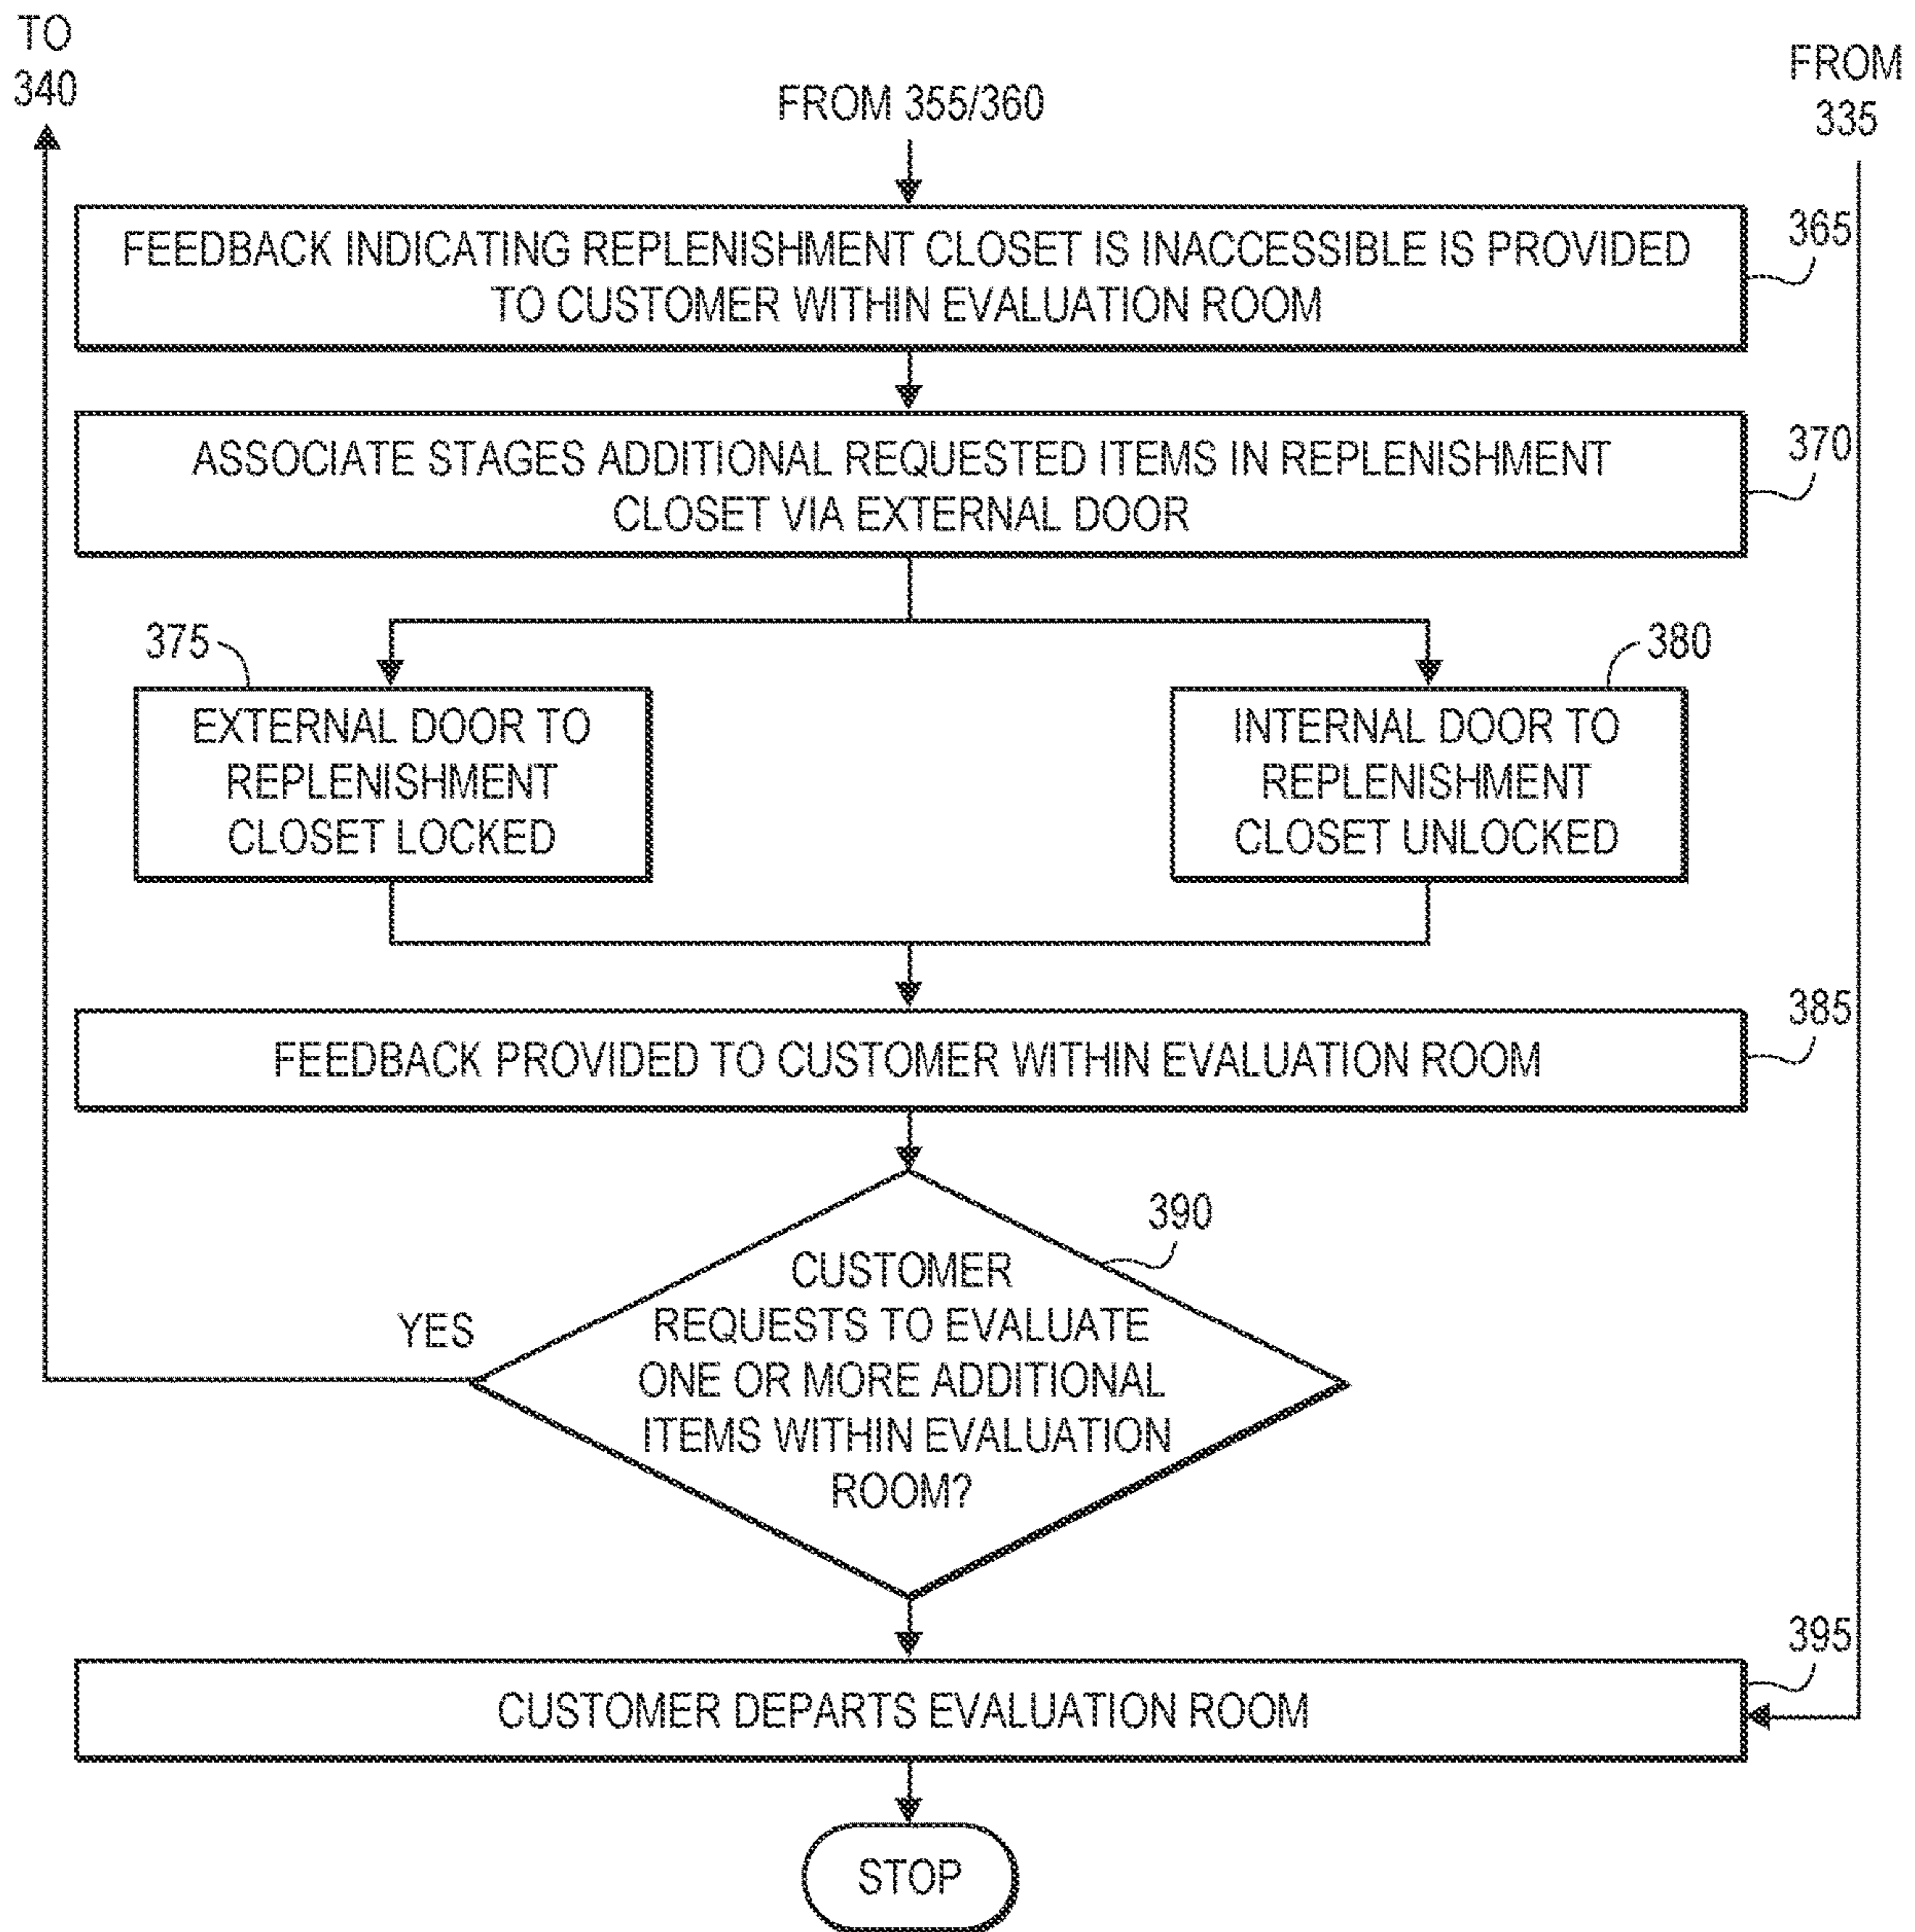 TO
340
FROM 355/360
FROM
335
FEEDBACK INDICATING REPLENISHMENT CLOSET IS INACCESSIBLE IS PROVIDED
TO CUSTOMER WITHIN EVALUATION ROOM
365
ASSOCIATE STAGES ADDITIONAL REQUESTED ITEMS IN REPLENISHMENT
CLOSET VIA EXTERNAL DOOR
370
375
EXTERNAL DOOR TO
REPLENISHMENT
CLOSET LOCKED
380
INTERNAL DOOR TO
REPLENISHMENT
CLOSET UNLOCKED
385
FEEDBACK PROVIDED TO CUSTOMER WITHIN EVALUATION ROOM
390
CUSTOMER
REQUESTS TO EVALUATE
ONE OR MORE ADDITIONAL
ITEMS WITHIN EVALUATION
ROOM?
YES
395
CUSTOMER DEPARTS EVALUATION ROOM
STOP